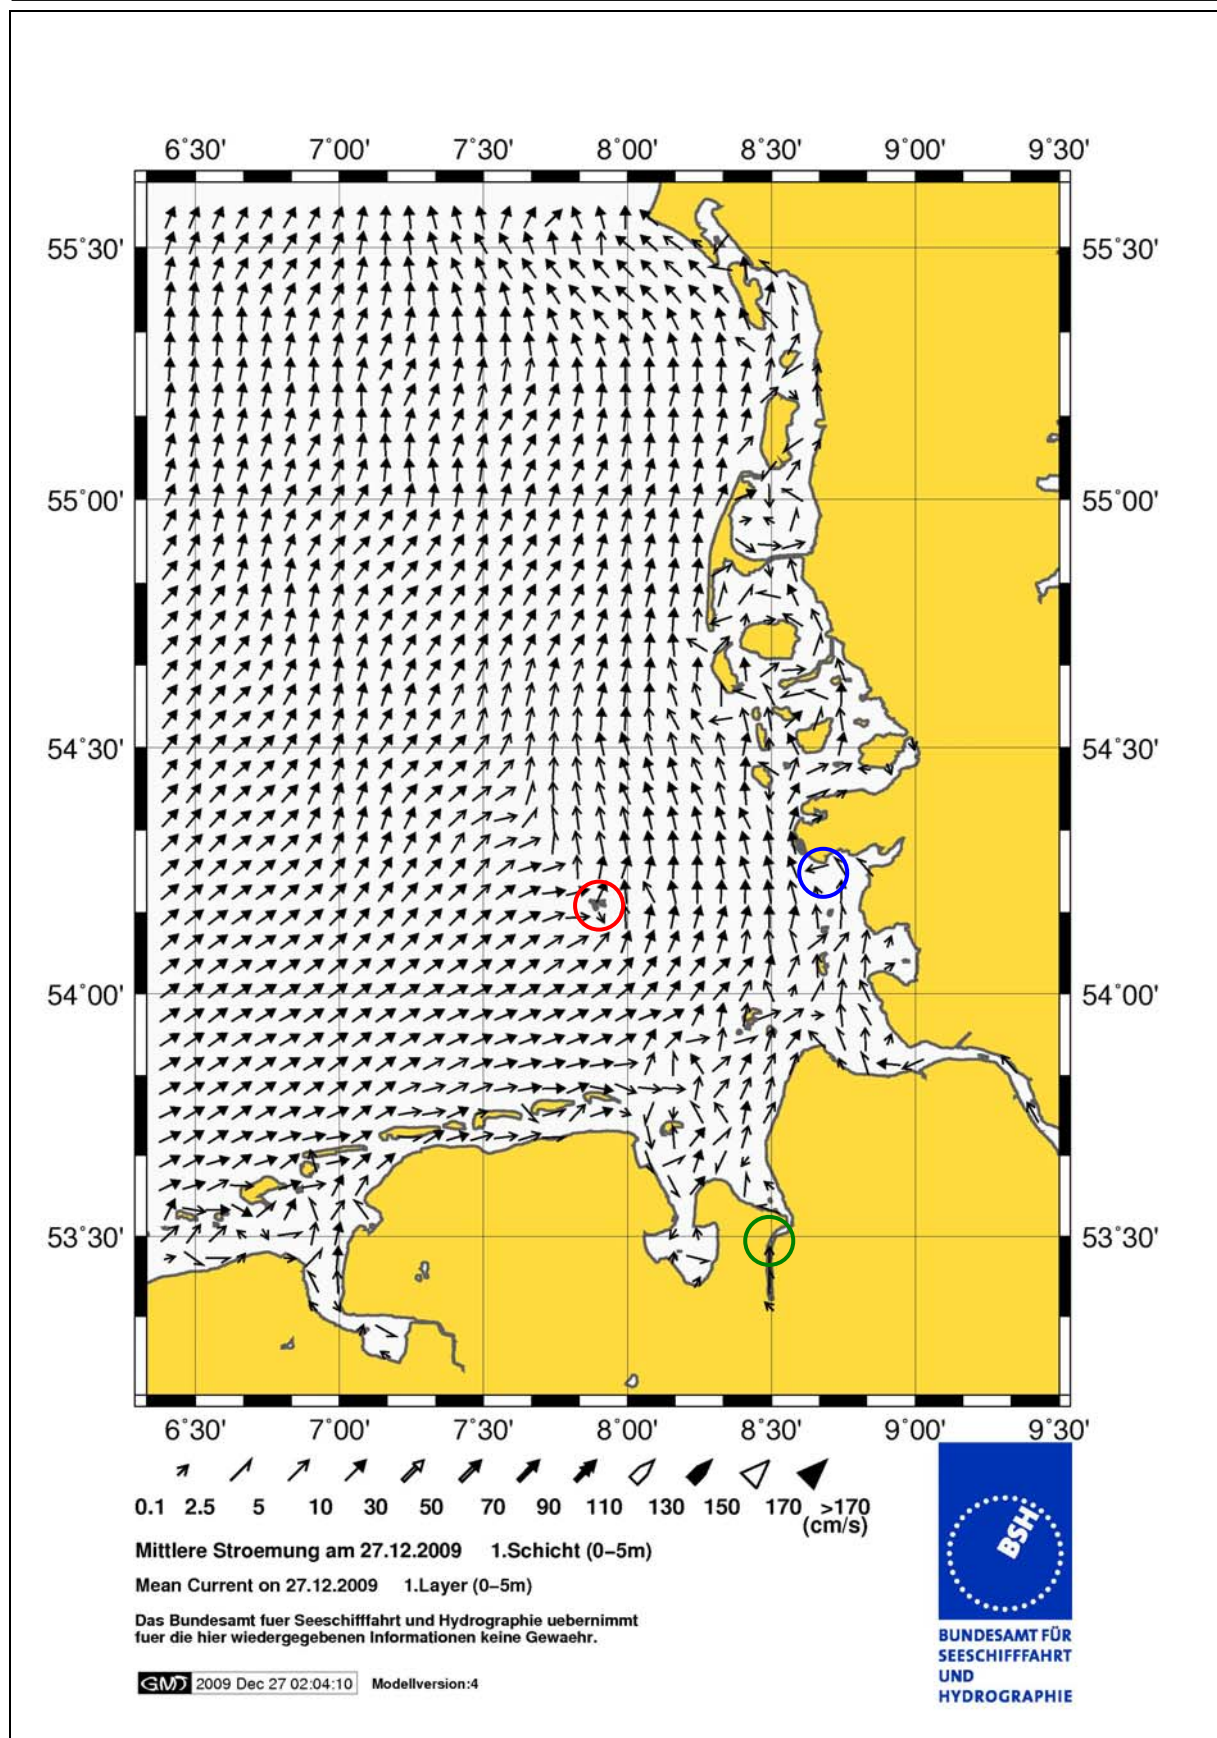 6°30' 7°00' 7°30' 8°00' 8°30' 9°00' 9°30'
55°30' 55°30'
55°00' 55°00'
54°30' 54°30'
54°00' 54°00'
53°30' 53°30'
6°30' 7°00' 7°30' 8°00' 8°30' 9°00' 9°30'
0.1 2.5 5 10 30 50 70 90 110 130 150 170 >170
(cm/s)
Mittlere Stroemung am 27.12.2009 1.Schicht (0–5m)
Mean Current on 27.12.2009 1.Layer (0–5m)
Das Bundesamt fuer Seeschifffahrt und Hydrographie uebernimmt
fuer die hier wiedergegebenen Informationen keine Gewaehr.
GMT 2009 Dec 27 02:04:10 Modellversion:4
BSH
BUNDESAMT FÜR
SEESCHIFFFAHRT
UND
HYDROGRAPHIE